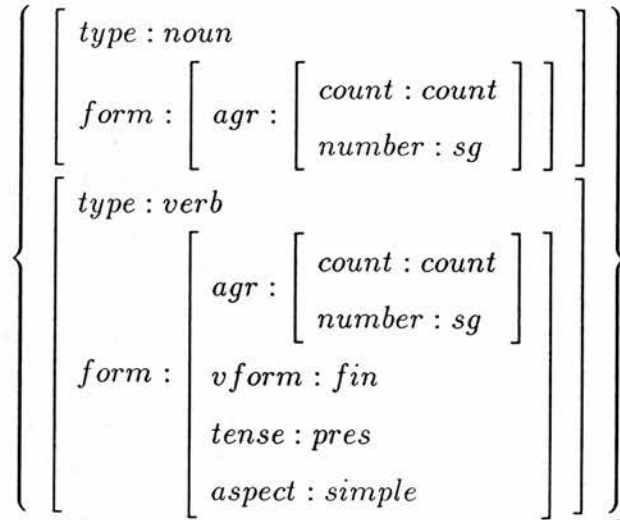 type : noun
form : [ agr : [ count : count
number : sg ] ]
type : verb
form : [ agr : [ count : count
number : sg ]
vform : fin
tense : pres
aspect : simple ]